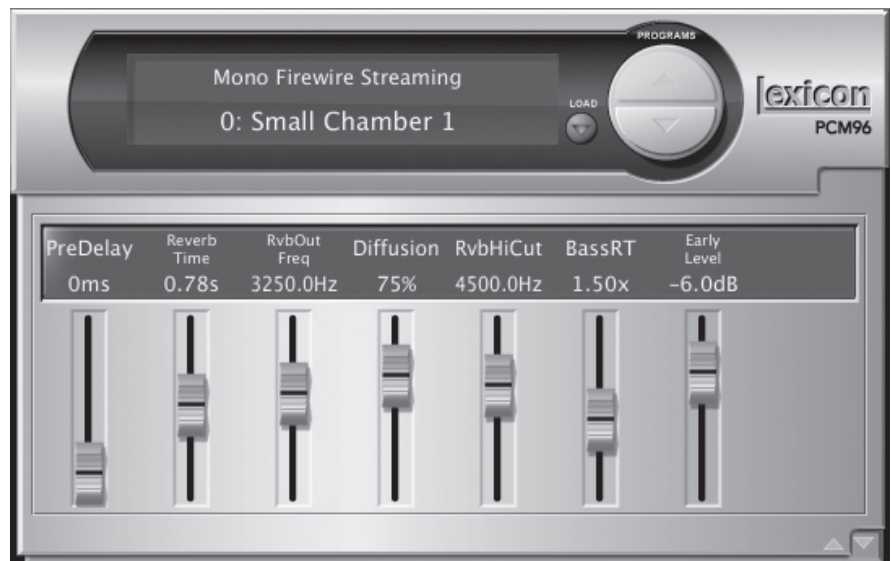 PROGRAMS
Mono Firewire Streaming
LOAD
0: Small Chamber 1
lexicon
PCM96
PreDelay
Reverb Time
RvbOut Freq
Diffusion
RvbHiCut
BassRT
Early Level
0ms
0.78s
3250.0Hz
75%
4500.0Hz
1.50x
-6.0dB